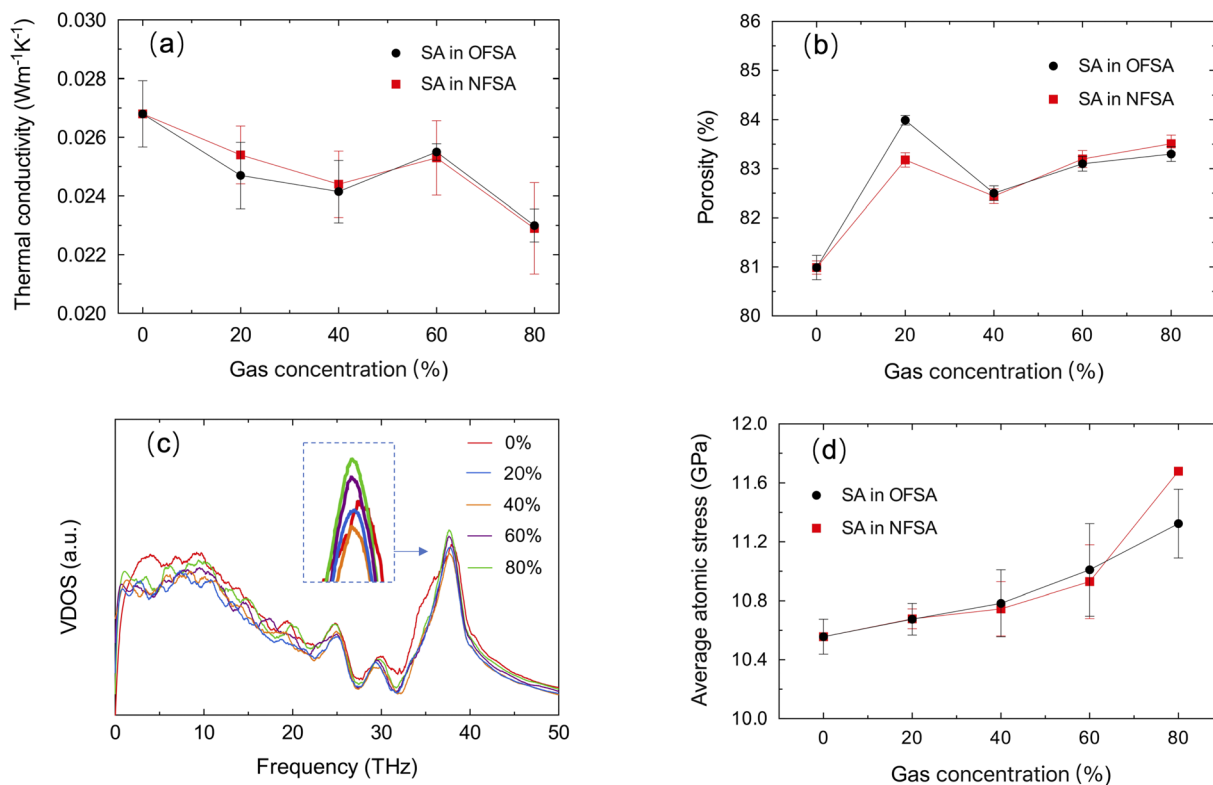 (a)
SA in OFSA
SA in NFSA
Thermal conductivity (Wm⁻¹K⁻¹)
0.030
0.028
0.026
0.024
0.022
0.020
0 20 40 60 80
Gas concentration (%)
(b)
SA in OFSA
SA in NFSA
Porosity (%)
86
85
84
83
82
81
80
0 20 40 60 80
Gas concentration (%)
(c)
0%
20%
40%
60%
80%
VDOS (a.u.)
0 10 20 30 40 50
Frequency (THz)
(d)
SA in OFSA
SA in NFSA
Average atomic stress (GPa)
12.0
11.6
11.2
10.8
10.4
10.0
0 20 40 60 80
Gas concentration (%)